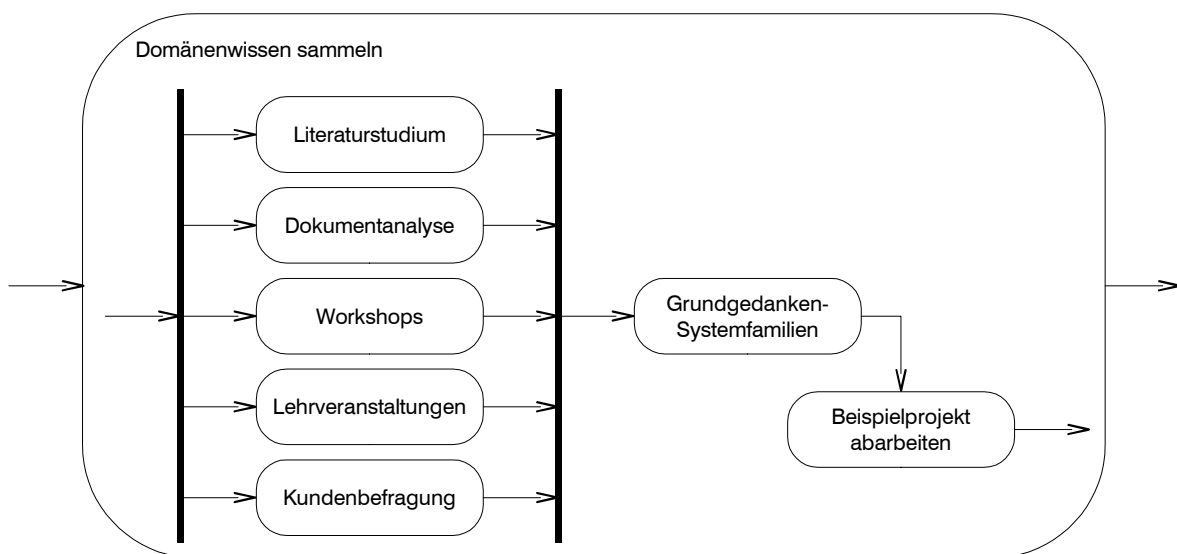 Domänenwissen sammeln
Literaturstudium
Dokumentanalyse
Workshops
Lehrveranstaltungen
Kundenbefragung
Grundgedanken-
Systemfamilien
Beispielprojekt
abarbeiten